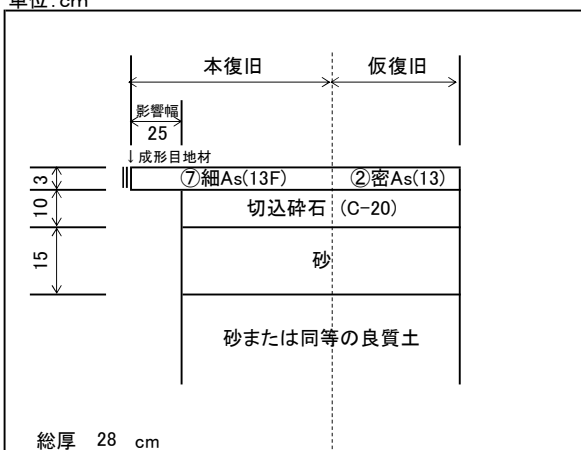 単位:cm
本復旧 仮復旧
影響幅
25
↓成形目地材
3 ⑦細As(13F) ②密As(13)
10 切込砕石 (C-20)
15 砂
砂または同等の良質土
総厚 28 cm